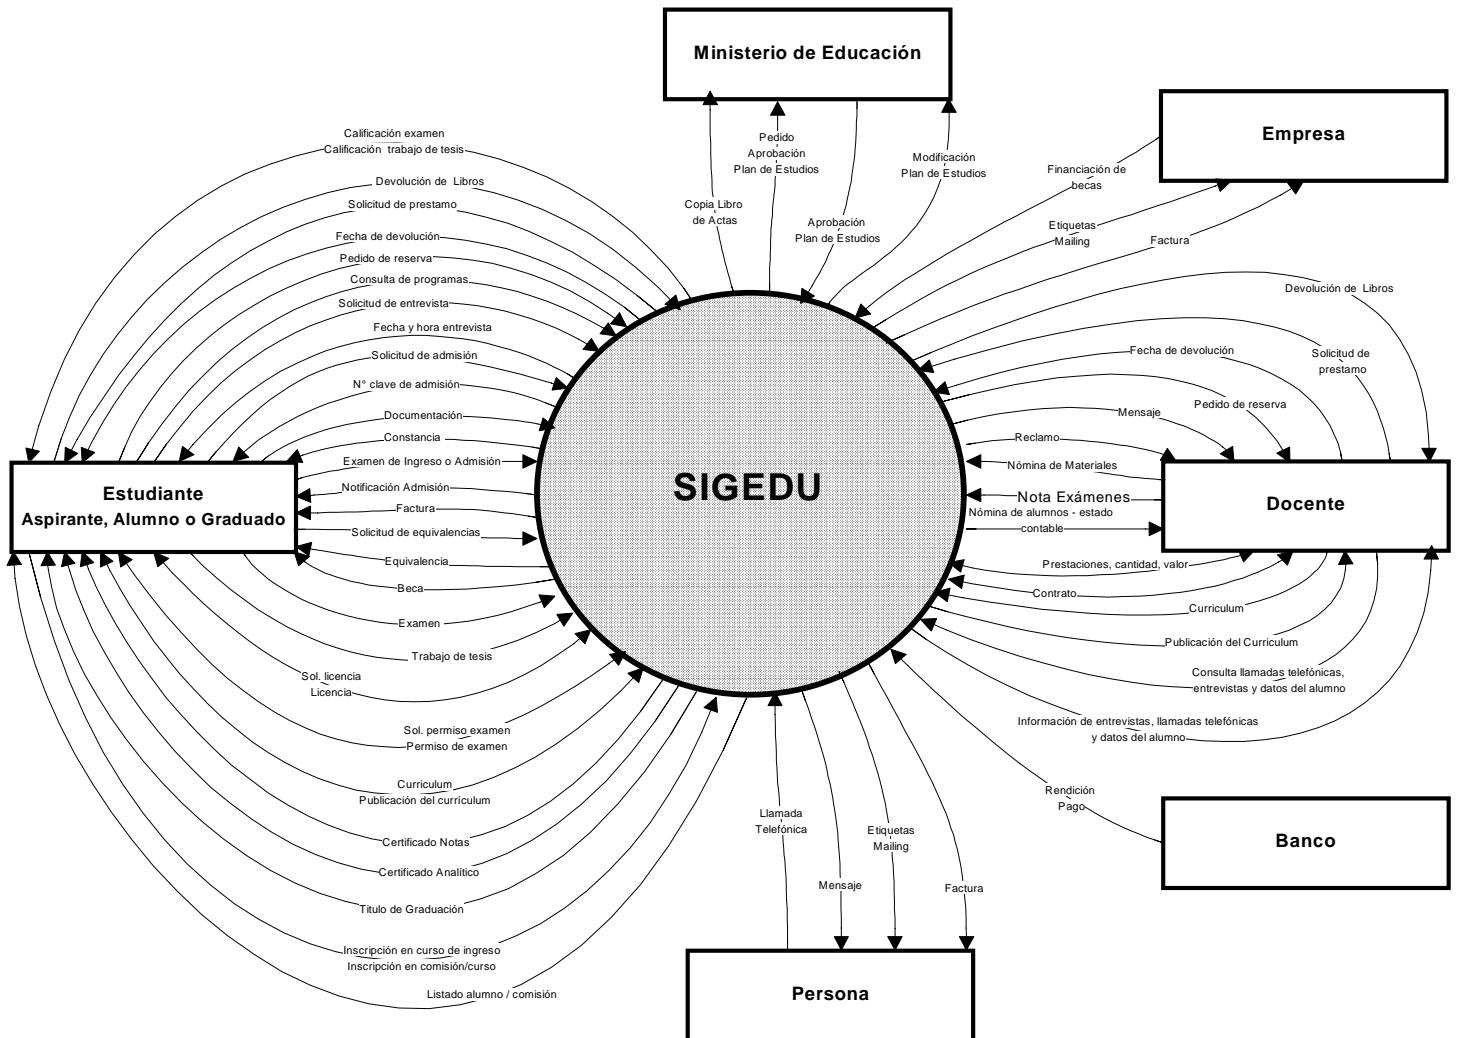 Ministerio de Educación
Empresa
Calificación examen
Calificación trabajo de tesis
Devolución de Libros
Solicitud de prestamo
Fecha de devolución
Pedido de reserva
Consulta de programas
Solicitud de entrevista
Fecha y hora entrevista
Solicitud de admisión
N° clave de admisión
Documentación
Constancia
Examen de Ingreso o Admisión
Notificación Admisión
Factura
Solicitud de equivalencias
Equivalencia
Beca
Examen
Trabajo de tesis
Sol. licencia
Licencia
Sol. permiso examen
Permiso de examen
Curriculum
Publicación del currículum
Certificado Notas
Certificado Analítico
Titulo de Graduación
Inscripción en curso de ingreso
Inscripción en comisión/curso
Listado alumno / comisión
Estudiante
Aspirante, Alumno o Graduado
Copia Libro
de Actas
Pedido
Aprobación
Plan de Estudios
Aprobación
Plan de Estudios
Modificación
Plan de Estudios
Financiación de
becas
Etiquetas
Mailing
Factura
SIGEDU
Devolución de Libros
Solicitud de
prestamo
Fecha de devolución
Pedido de reserva
Mensaje
Reclamo
Nómina de Materiales
Nota Exámenes
Nómina de alumnos - estado
contable
Prestaciones, cantidad, valor
Contrato
Curriculum
Publicación del Curriculum
Consulta llamadas telefónicas,
entrevistas y datos del alumno
Información de entrevistas, llamadas telefónicas
y datos del alumno
Docente
Rendición
Pago
Banco
Llamada
Telefónica
Mensaje
Etiquetas
Mailing
Factura
Persona